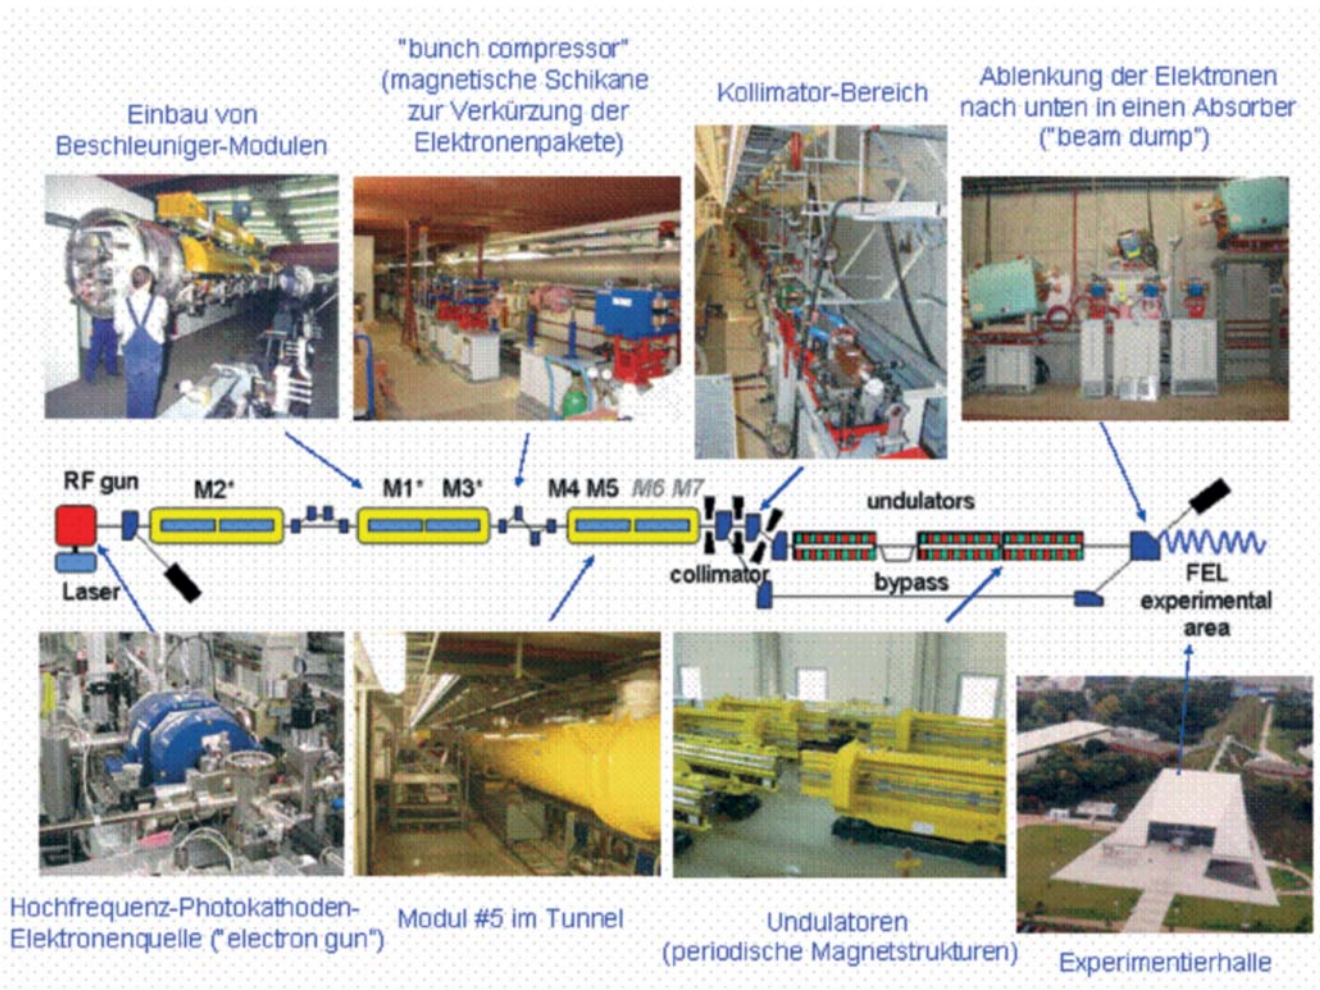 "bunch compressor"
(magnetische Schikane
zur Verkürzung der
Elektronenpakete)
Einbau von
Beschleuniger-Modulen
Kollimator-Bereich
Ablenkung der Elektronen
nach unten in einen Absorber
("beam dump")
RF gun
M2*
M1* M3*
M4 M5 M6 M7
undulators
Laser
collimator
bypass
FEL
experimental
area
Hochfrequenz-Photokathoden-
Elektronenquelle ("electron gun")
Modul #5 im Tunnel
Undulatoren
(periodische Magnetstrukturen)
Experimentierhalle